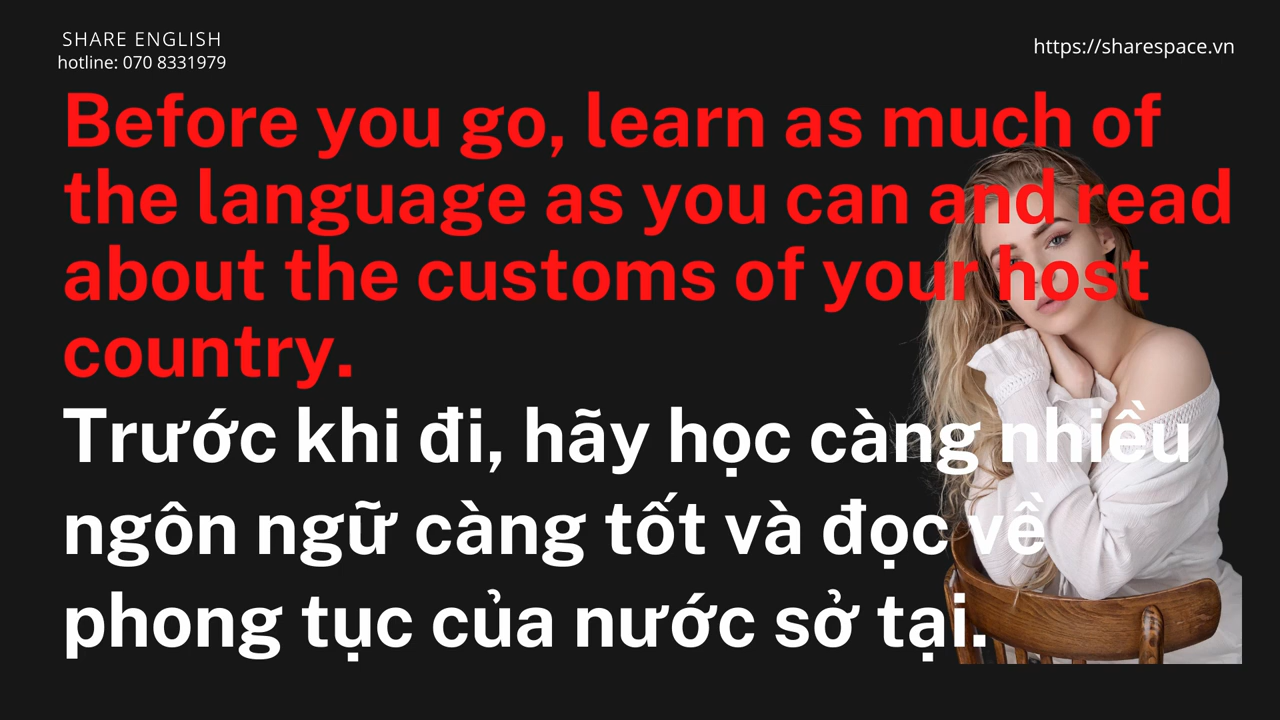 SHARE ENGLISH
hotline: 070 8331979
https://sharespace.vn
Before you go, learn as much of
the language as you can and read
about the customs of your host
country.
Trước khi đi, hãy học càng nhiều
ngôn ngữ càng tốt và đọc về
phong tục của nước sở tại.